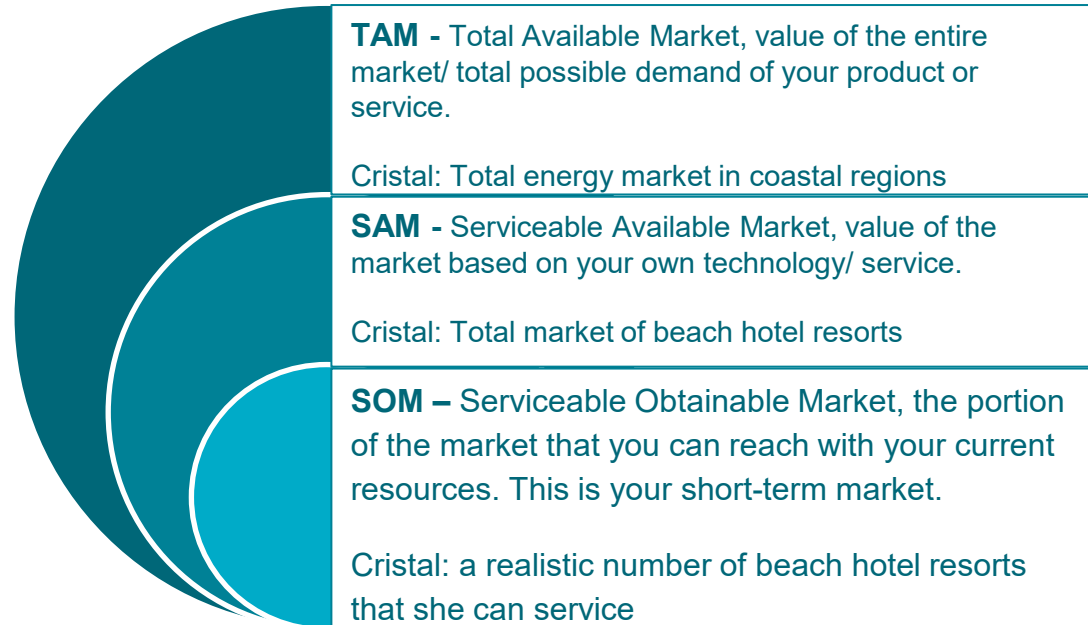 TAM - Total Available Market, value of the entire
market/ total possible demand of your product or
service.
Cristal: Total energy market in coastal regions
SAM - Serviceable Available Market, value of the
market based on your own technology/ service.
Cristal: Total market of beach hotel resorts
SOM – Serviceable Obtainable Market, the portion
of the market that you can reach with your current
resources. This is your short-term market.
Cristal: a realistic number of beach hotel resorts
that she can service